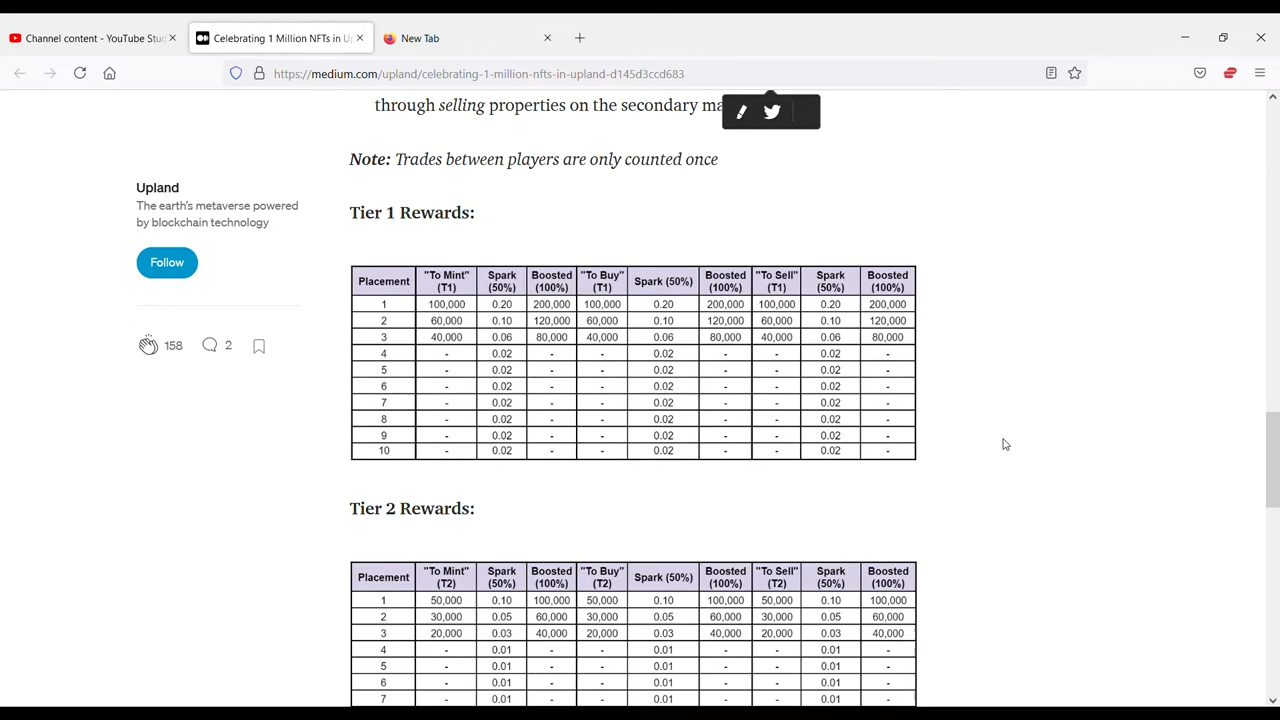 Channel content - YouTube Stu
Celebrating 1 Million NFTs in Up
New Tab
https://medium.com/upland/celebrating-1-million-nfts-in-upland-d145d3ccd683
through selling properties on the secondary ma
Note: Trades between players are only counted once
Upland
The earth's metaverse powered
by blockchain technology
Follow
158
2
Tier 1 Rewards:
Placement "To Mint" (T1) Spark (50%) Boosted (100%) "To Buy" (T1) Spark (50%) Boosted (100%) "To Sell" (T1) Spark (50%) Boosted (100%)
1 100,000 0.20 200,000 100,000 0.20 200,000 100,000 0.20 200,000
2 60,000 0.10 120,000 60,000 0.10 120,000 60,000 0.10 120,000
3 40,000 0.06 80,000 40,000 0.06 80,000 40,000 0.06 80,000
4 - 0.02 - - 0.02 - - 0.02 -
5 - 0.02 - - 0.02 - - 0.02 -
6 - 0.02 - - 0.02 - - 0.02 -
7 - 0.02 - - 0.02 - - 0.02 -
8 - 0.02 - - 0.02 - - 0.02 -
9 - 0.02 - - 0.02 - - 0.02 -
10 - 0.02 - - 0.02 - - 0.02 -
Tier 2 Rewards:
Placement "To Mint" (T2) Spark (50%) Boosted (100%) "To Buy" (T2) Spark (50%) Boosted (100%) "To Sell" (T2) Spark (50%) Boosted (100%)
1 50,000 0.10 100,000 50,000 0.10 100,000 50,000 0.10 100,000
2 30,000 0.05 60,000 30,000 0.05 60,000 30,000 0.05 60,000
3 20,000 0.03 40,000 20,000 0.03 40,000 20,000 0.03 40,000
4 - 0.01 - - 0.01 - - 0.01 -
5 - 0.01 - - 0.01 - - 0.01 -
6 - 0.01 - - 0.01 - - 0.01 -
7 - 0.01 - - 0.01 - - 0.01 -